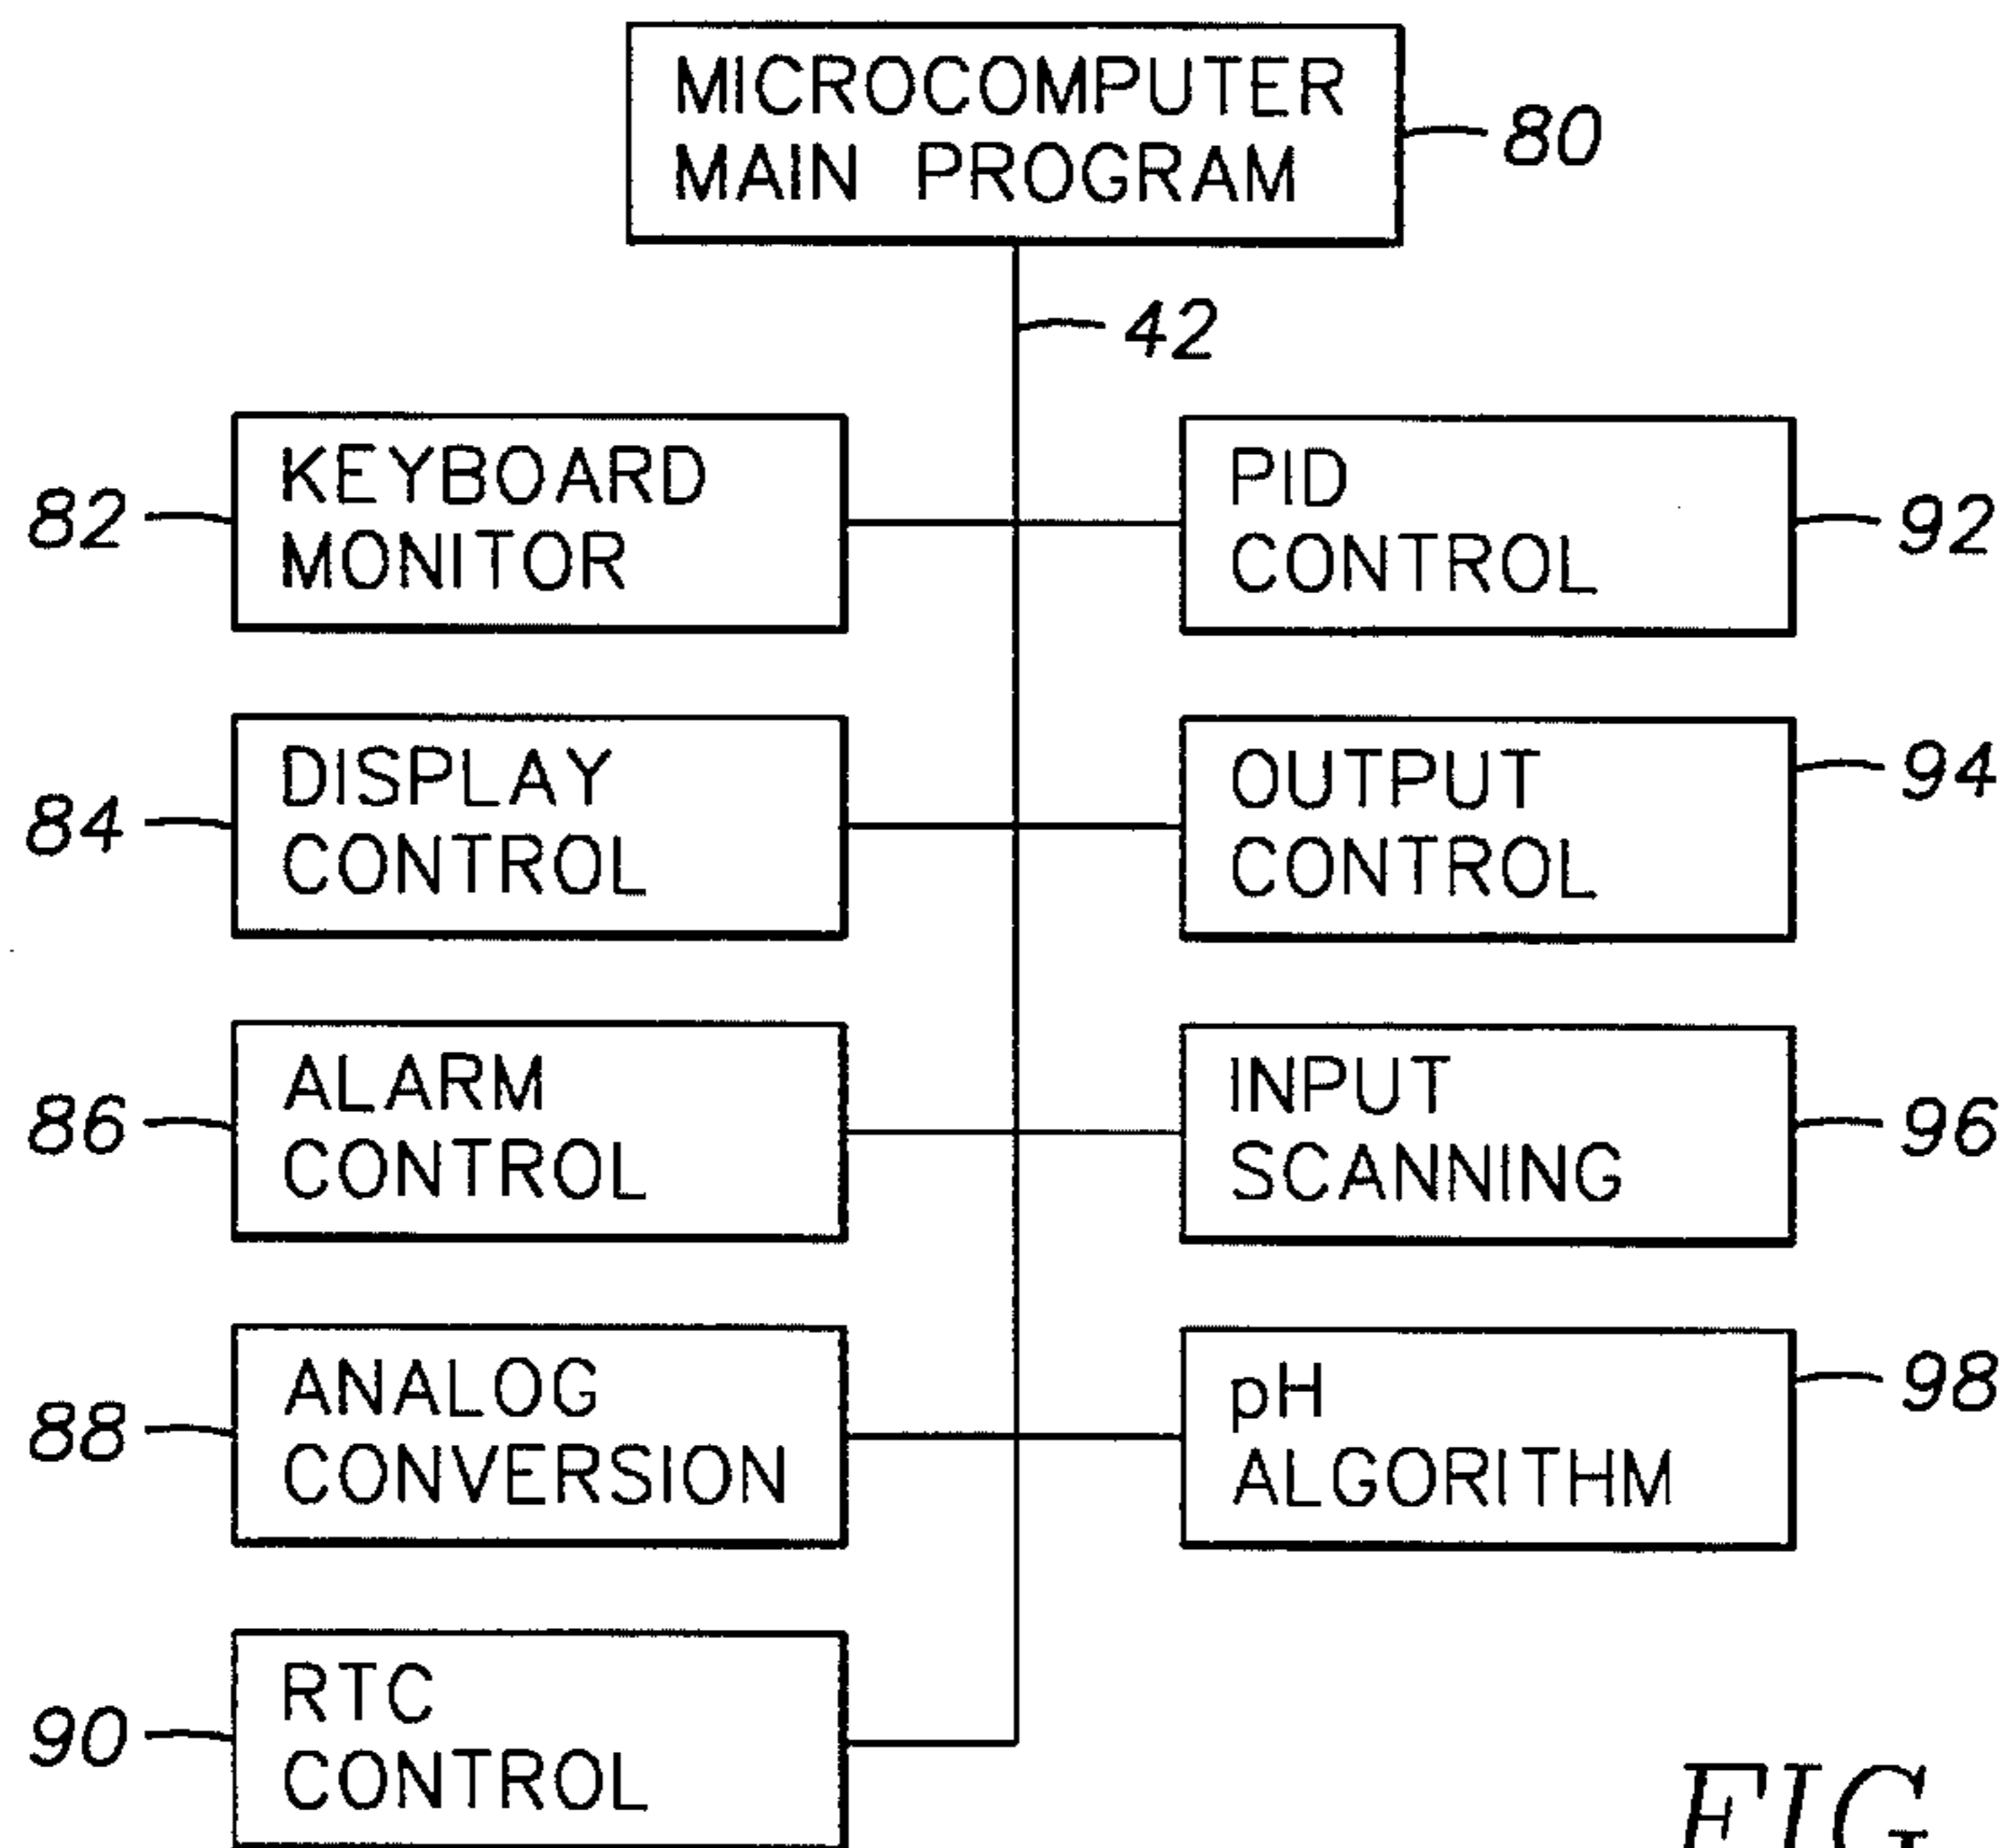 MICROCOMPUTER
MAIN PROGRAM
80
42
82
KEYBOARD
MONITOR
PID
CONTROL
92
84
DISPLAY
CONTROL
OUTPUT
CONTROL
94
86
ALARM
CONTROL
INPUT
SCANNING
96
88
ANALOG
CONVERSION
pH
ALGORITHM
98
90
RTC
CONTROL
FIG